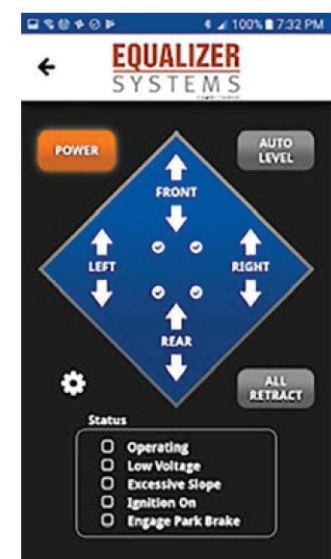 100% 7:32 PM
EQUALIZER
SYSTEMS
POWER
AUTO
LEVEL
FRONT
LEFT
RIGHT
REAR
ALL
RETRACT
Status
Operating
Low Voltage
Excessive Slope
Ignition On
Engage Park Brake